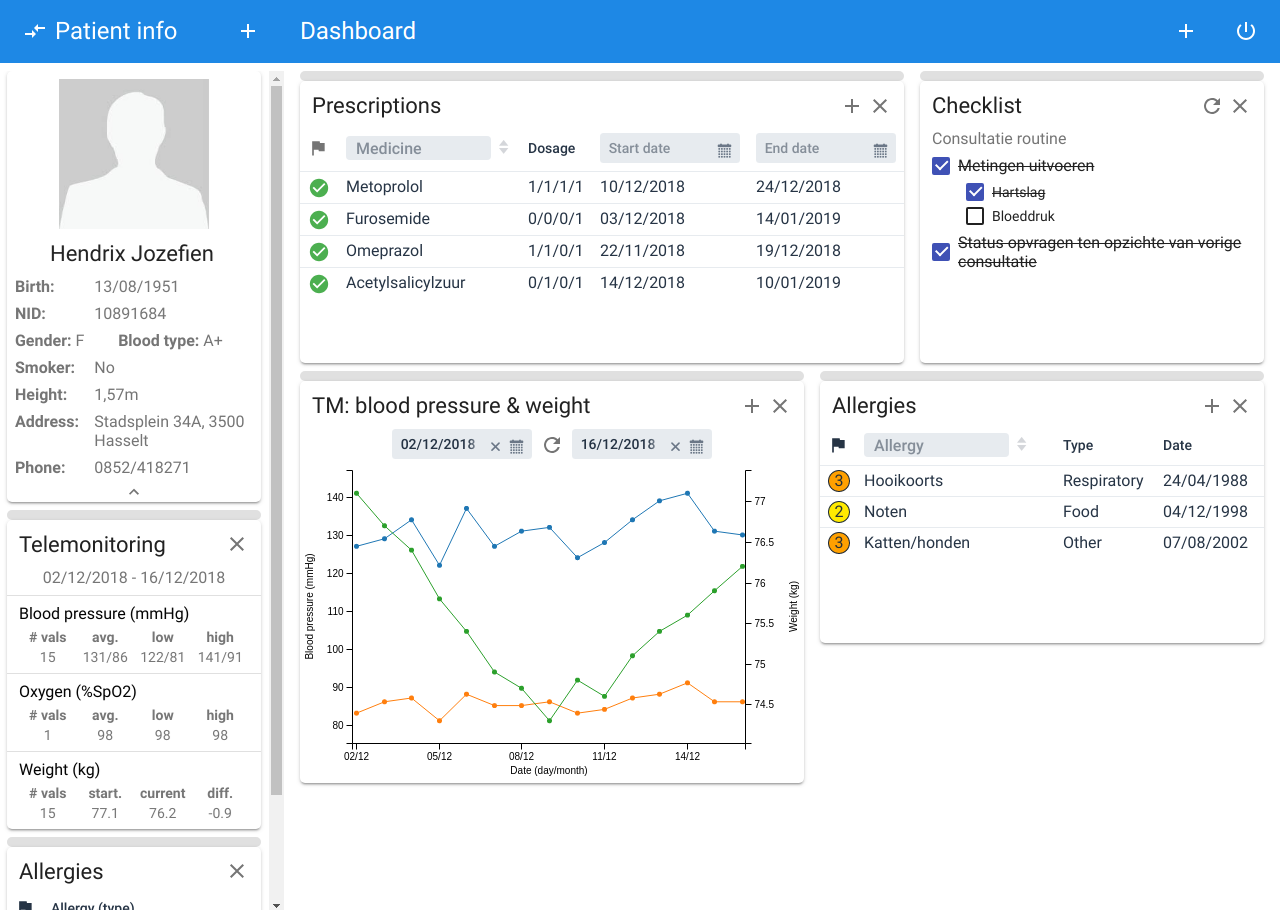 Patient info
Dashboard
Hendrix Jozefien
Birth: 13/08/1951
NID: 10891684
Gender: F Blood type: A+
Smoker: No
Height: 1,57m
Address: Stadsplein 34A, 3500
Hasselt
Phone: 0852/418271
Telemonitoring
02/12/2018 - 16/12/2018
Blood pressure (mmHg)
# vals avg. low high
15 131/86 122/81 141/91
Oxygen (%SpO2)
# vals avg. low high
1 98 98 98
Weight (kg)
# vals start. current diff.
15 77.1 76.2 -0.9
Allergies
Allergy (type)
Prescriptions
Medicine Dosage Start date End date
Metoprolol 1/1/1/1 10/12/2018 24/12/2018
Furosemide 0/0/0/1 03/12/2018 14/01/2019
Omeprazol 1/1/0/1 22/11/2018 19/12/2018
Acetylsalicylzuur 0/1/0/1 14/12/2018 10/01/2019
Checklist
Consultatie routine
Metingen uitvoeren
Hartslag
Bloeddruk
Status opvragen ten opzichte van vorige
consultatie
TM: blood pressure & weight
02/12/2018 16/12/2018
Blood pressure (mmHg)
140
130
120
110
100
90
80
77
76.5
76
75.5
75
74.5
Weight (kg)
02/12 05/12 08/12 11/12 14/12
Date (day/month)
Allergies
Allergy Type Date
3 Hooikoorts Respiratory 24/04/1988
2 Noten Food 04/12/1998
3 Katten/honden Other 07/08/2002